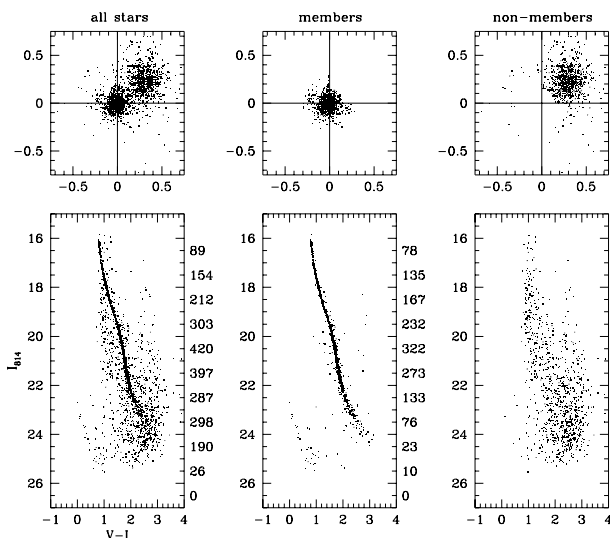 all stars members non-members
0.5 0.5 0.5
0 0 0
−0.5 −0.5 −0.5
−0.5 0 0.5 −0.5 0 0.5 −0.5 0 0.5
16 89 16 78 16
154 135
18 212 18 167 18
303 232
20 420 20 322 20
397 273
22 287 22 133 22
298 76
24 190 24 23 24
26 10
26 0 26 0 26
I814
−1 0 1 2 3 4 −1 0 1 2 3 4 −1 0 1 2 3 4
V−I